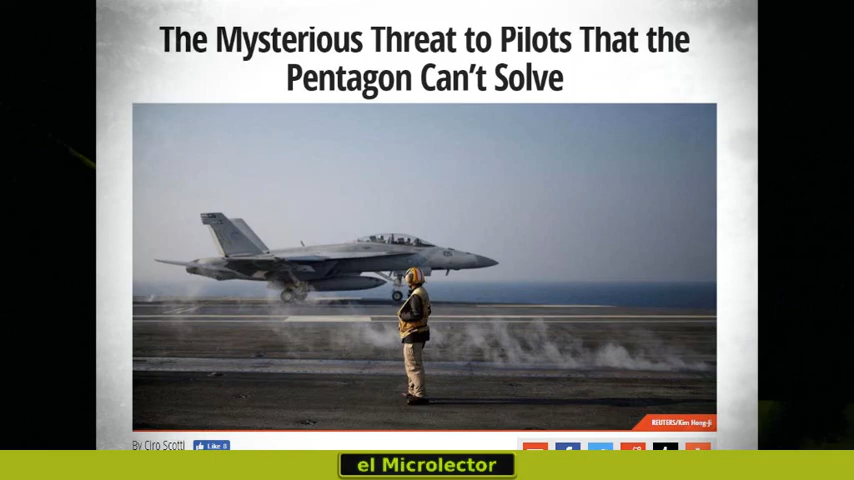 The Mysterious Threat to Pilots That the
Pentagon Can't Solve
REUTERS/Kim Hong-Ji
By Ciro Scotti
Like 0
el Microlector